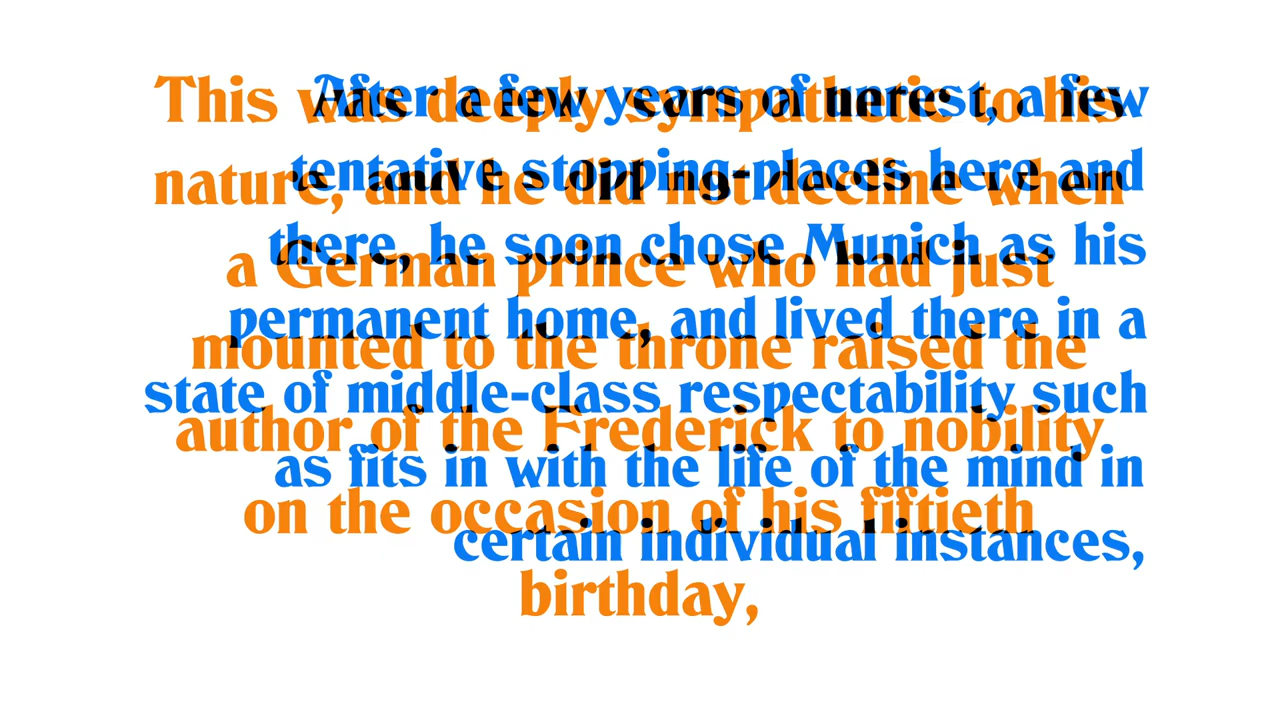 This was deeply sympathetic to his
nature, and he did not decline when
a German prince who had just
mounted to the throne raised the
author of the Frederick to nobility
on the occasion of his fiftieth
birthday,
After a few years of unrest, a few
tentative stopping-places here and
there, he soon chose Munich as his
permanent home, and lived there in a
state of middle-class respectability such
as fits in with the life of the mind in
certain individual instances,